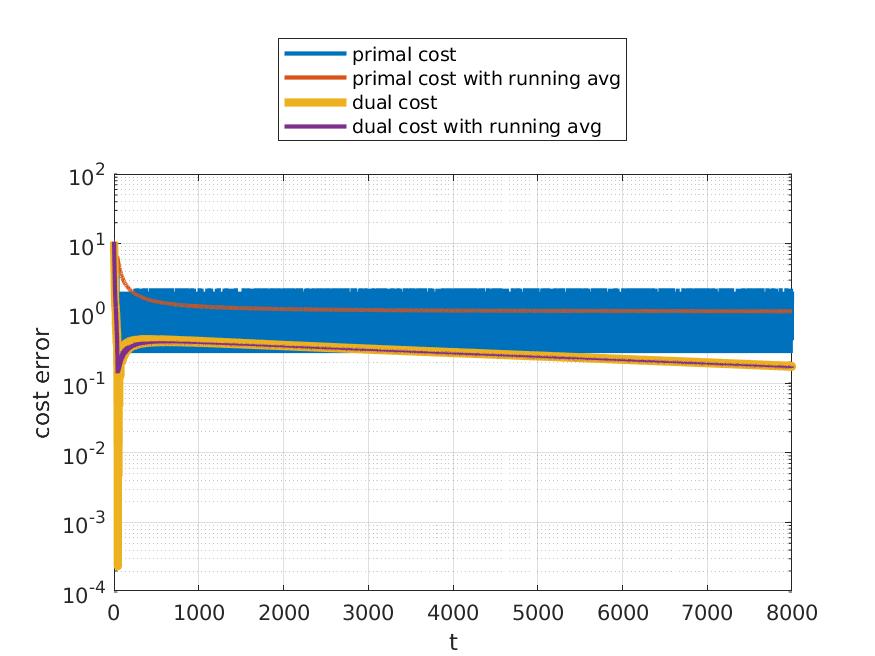 primal cost
primal cost with running avg
dual cost
dual cost with running avg
10^2
10^1
10^0
10^-1
10^-2
10^-3
10^-4
cost error
0 1000 2000 3000 4000 5000 6000 7000 8000
t